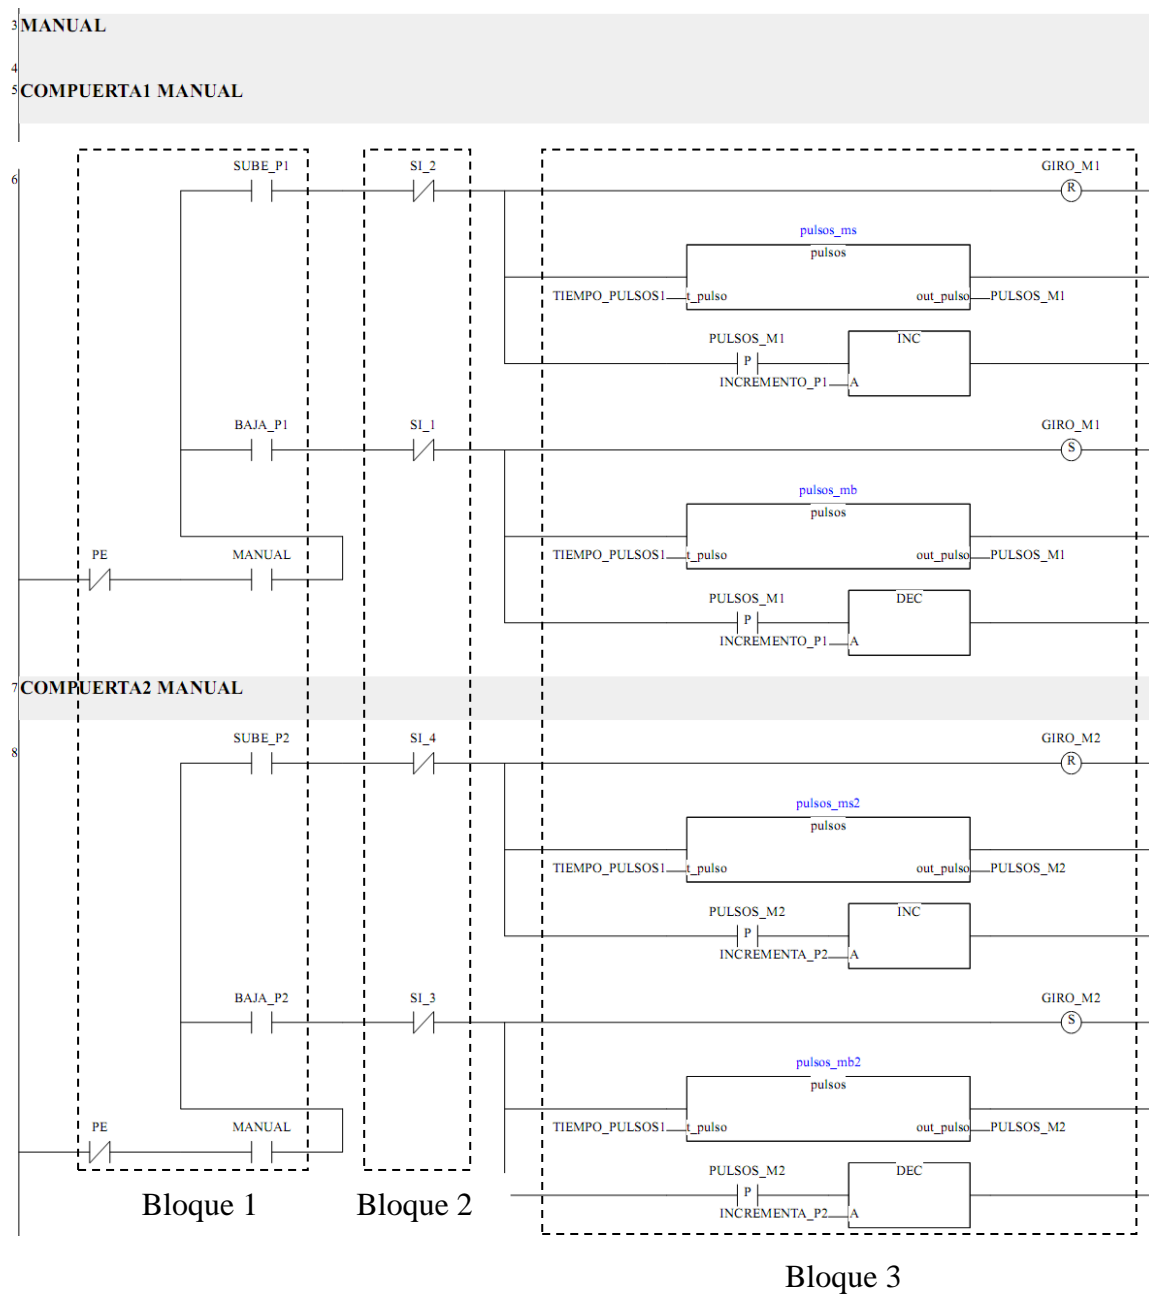 3 MANUAL
4
5 COMPUERTA1 MANUAL
6
SUBE_P1 SI_2 GIRO_M1
R
pulsos_ms
pulsos
TIEMPO_PULSOS1 t_pulso out_pulso PULSOS_M1
PULSOS_M1 INC
P
INCREMENTO_P1 A
BAJA_P1 SI_1 GIRO_M1
S
pulsos_mb
pulsos
PE MANUAL TIEMPO_PULSOS1 t_pulso out_pulso PULSOS_M1
PULSOS_M1 DEC
P
INCREMENTO_P1 A
7 COMPUERTA2 MANUAL
8
SUBE_P2 SI_4 GIRO_M2
R
pulsos_ms2
pulsos
TIEMPO_PULSOS1 t_pulso out_pulso PULSOS_M2
PULSOS_M2 INC
P
INCREMENTA_P2 A
BAJA_P2 SI_3 GIRO_M2
S
pulsos_mb2
pulsos
PE MANUAL TIEMPO_PULSOS1 t_pulso out_pulso PULSOS_M2
PULSOS_M2 DEC
P
INCREMENTA_P2 A
Bloque 1 Bloque 2
Bloque 3